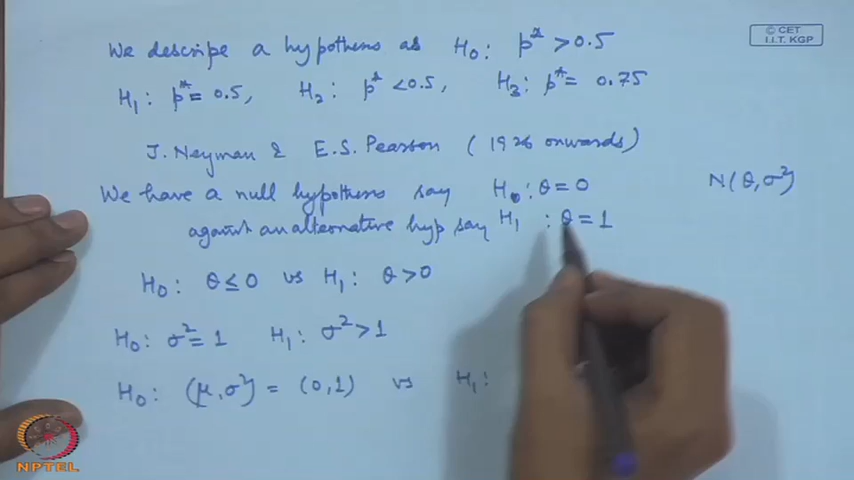 © CET
I.I.T. KGP
We describe a hypothesis as H₀: p* > 0.5
H₁: p* = 0.5, H₂: p* < 0.5, H₃: p* = 0.75
J. Neyman & E.S. Pearson (1926 onwards)
We have a null hypothesis say H₀: θ = 0 N(θ, σ²)
against an alternative hyp say H₁ : θ = 1
H₀: θ ≤ 0 vs H₁: θ > 0
H₀: σ² = 1 H₁: σ² > 1
H₀: (μ, σ²) = (0, 1) vs H₁:
NPTEL